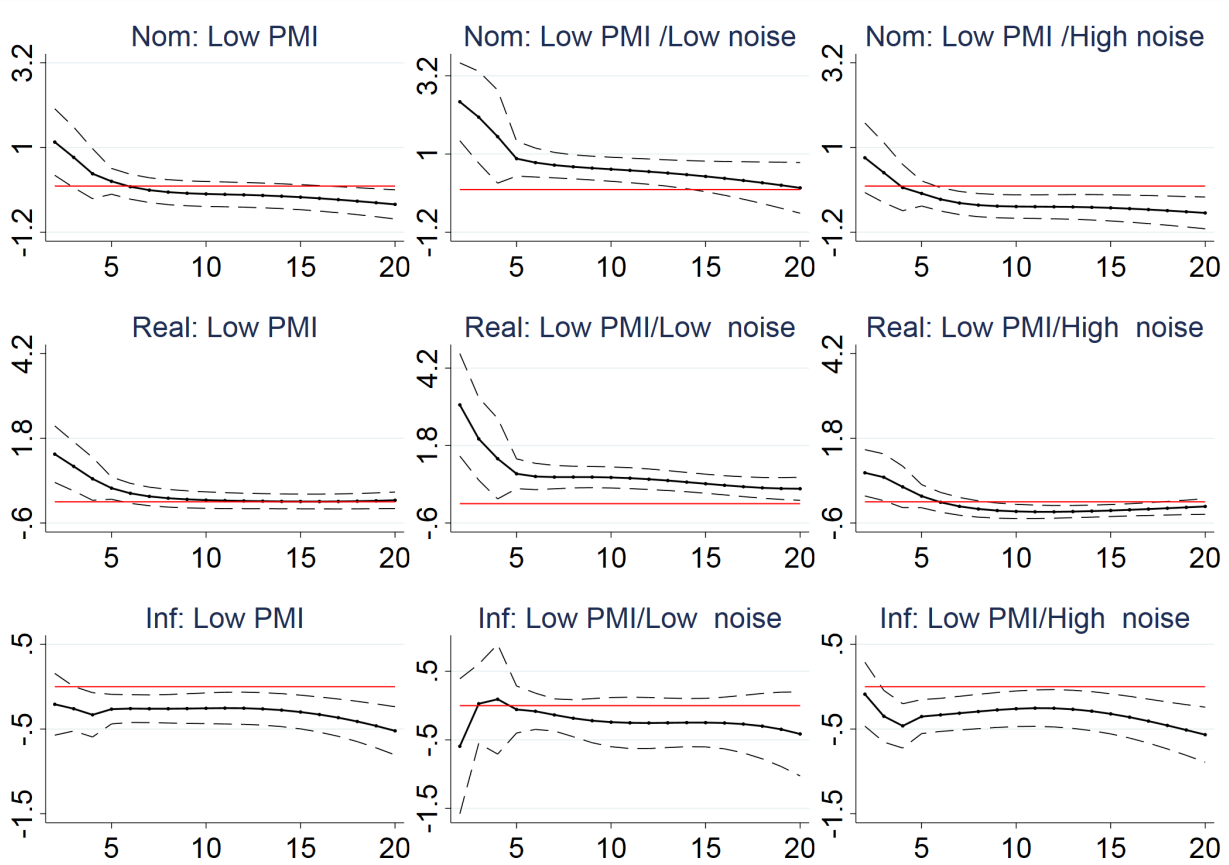 Nom: Low PMI
3.2
1
-1.2
5 10 15 20
Nom: Low PMI /Low noise
3.2
1
-1.2
5 10 15 20
Nom: Low PMI /High noise
3.2
1
-1.2
5 10 15 20
Real: Low PMI
4.2
1.8
-.6
5 10 15 20
Real: Low PMI/Low  noise
4.2
1.8
-.6
5 10 15 20
Real: Low PMI/High  noise
4.2
1.8
-.6
5 10 15 20
Inf: Low PMI
.5
-.5
-1.5
5 10 15 20
Inf: Low PMI/Low  noise
.5
-.5
-1.5
5 10 15 20
Inf: Low PMI/High  noise
.5
-.5
-1.5
5 10 15 20